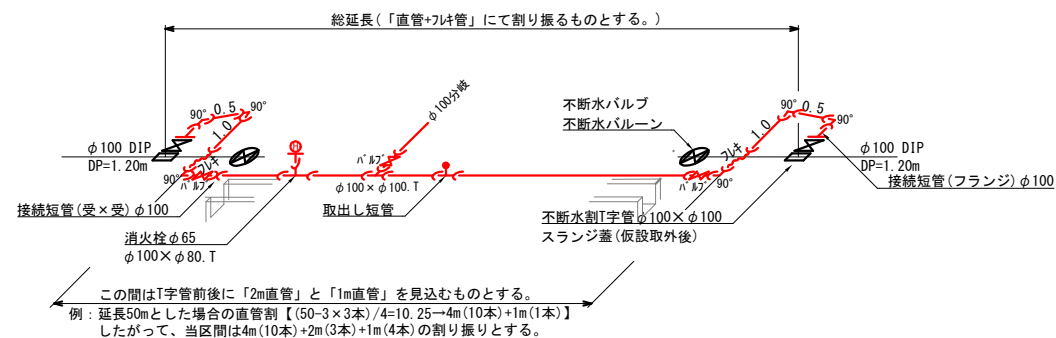 総延長(「直管+フレキ管」にて割り振るものとする。)
90° 0.5 90°
1.0
フレキ
φ100 DIP
DP=1.20m
90°
バルブ
接続短管(受×受)φ100
消火栓φ65
φ100×φ80.T
φ100分岐
バルブ
φ100×φ100.T
取出し短管
不断水バルブ
不断水バルーン
90° 0.5 90°
1.0
フレキ
バルブ
90°
φ100 DIP
DP=1.20m
接続短管(フランジ)φ100
不断水割T字管φ100×φ100
スランジ蓋(仮設取外後)
この間はT字管前後に「2m直管」と「1m直管」を見込むものとする。
例:延長50mとした場合の直管割【(50-3×3本)/4=10.25→4m(10本)+1m(1本)】
したがって、当区間は4m(10本)+2m(3本)+1m(4本)の割り振りとする。